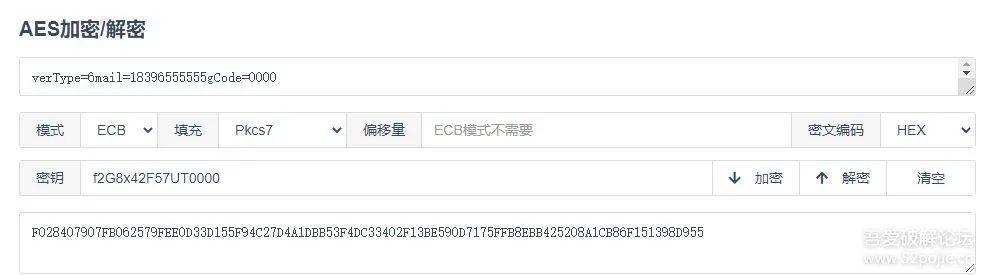 AES加密/解密
verType=6mail=18396555555gCode=0000
模式 ECB 填充 Pkcs7 偏移量 ECB模式不需要 密文编码 HEX
密钥 f2G8x42F57UT0000 加密 解密 清空
F028407907FB062579FEE0D33D155F94C27D4A1DBB53F4DC33402F13BE590D7175FFB8EBB425208A1CB86F151398D955
吾爱破解论坛
www.52pojie.cn